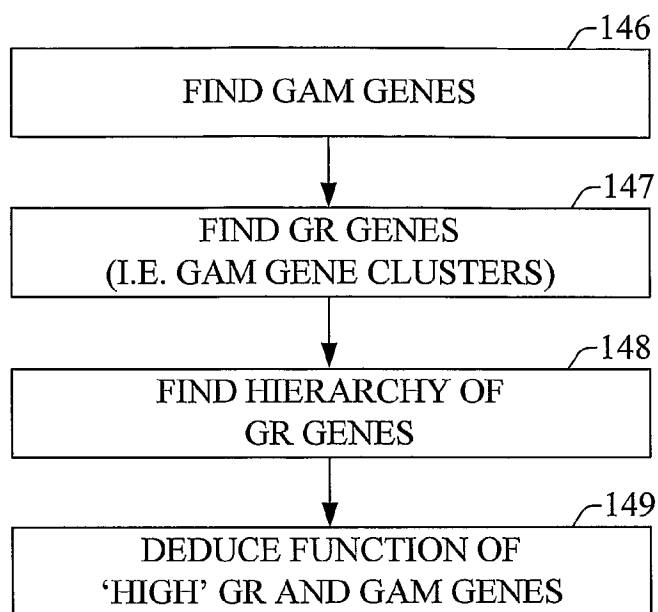 146
FIND GAM GENES
147
FIND GR GENES
(I.E. GAM GENE CLUSTERS)
148
FIND HIERARCHY OF
GR GENES
149
DEDUCE FUNCTION OF
‘HIGH’ GR AND GAM GENES